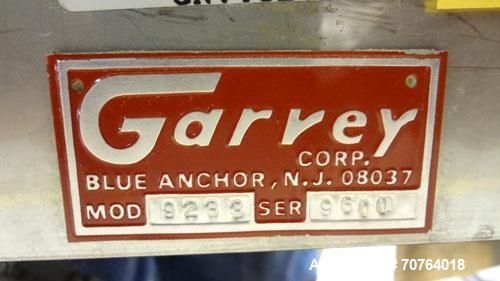 Garvey
CORP.
BLUE ANCHOR, N.J. 08037
MOD 9233 SER 9600
70764018